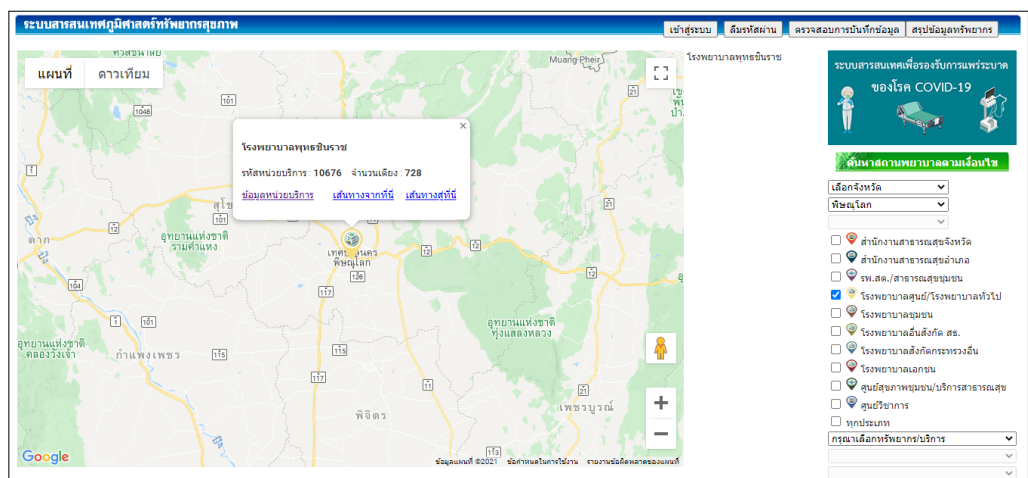 ระบบสารสนเทศภูมิศาสตร์ทรัพยากรสุขภาพ
เข้าสู่ระบบ ลืมรหัสผ่าน ตรวจสอบการบันทึกข้อมูล สรุปข้อมูลทรัพยากร
แผนที่ ดาวเทียม
Muang Phei
โรงพยาบาลพุทธชินราช
ระบบสารสนเทศเพื่อรองรับการแพร่ระบาด
ของโรค COVID-19
ค้นหาสถานพยาบาลตามเงื่อนไข
เลือกจังหวัด
พิษณุโลก
สำนักงานสาธารณสุขจังหวัด
สำนักงานสาธารณสุขอำเภอ
รพ.สต./สาธารณสุขชุมชน
โรงพยาบาลศูนย์/โรงพยาบาลทั่วไป
โรงพยาบาลชุมชน
โรงพยาบาลอื่นสังกัด สธ.
โรงพยาบาลสังกัดกระทรวงอื่น
โรงพยาบาลเอกชน
ศูนย์สุขภาพชุมชน/บริการสาธารณสุข
ศูนย์วิชาการ
ทุกประเภท
กรุณาเลือกทรัพยากร/บริการ
21
101
1048
โรงพยาบาลพุทธชินราช
รหัสหน่วยบริการ : 10676 จำนวนเตียง : 728
ข้อมูลหน่วยบริการ เส้นทางจากที่นี่ เส้นทางสู่ที่นี่
1
สุโข
101
21
12
ตาก
อุทยานแห่งชาติ
รามคำแหง
พิษณุโลก
12
12
126
12
104
117
1
101
อุทยานแห่งชาติ
ทุ่งแสลงหลวง
อุทยานแห่งชาติ
คลองวังเจ้า
กำแพงเพชร
115
115
117
11
21
เพชรบูรณ์
พิจิตร
113
Google
ข้อมูลแผนที่ ©2021 ข้อกำหนดในการใช้งาน รายงานข้อผิดพลาดของแผนที่